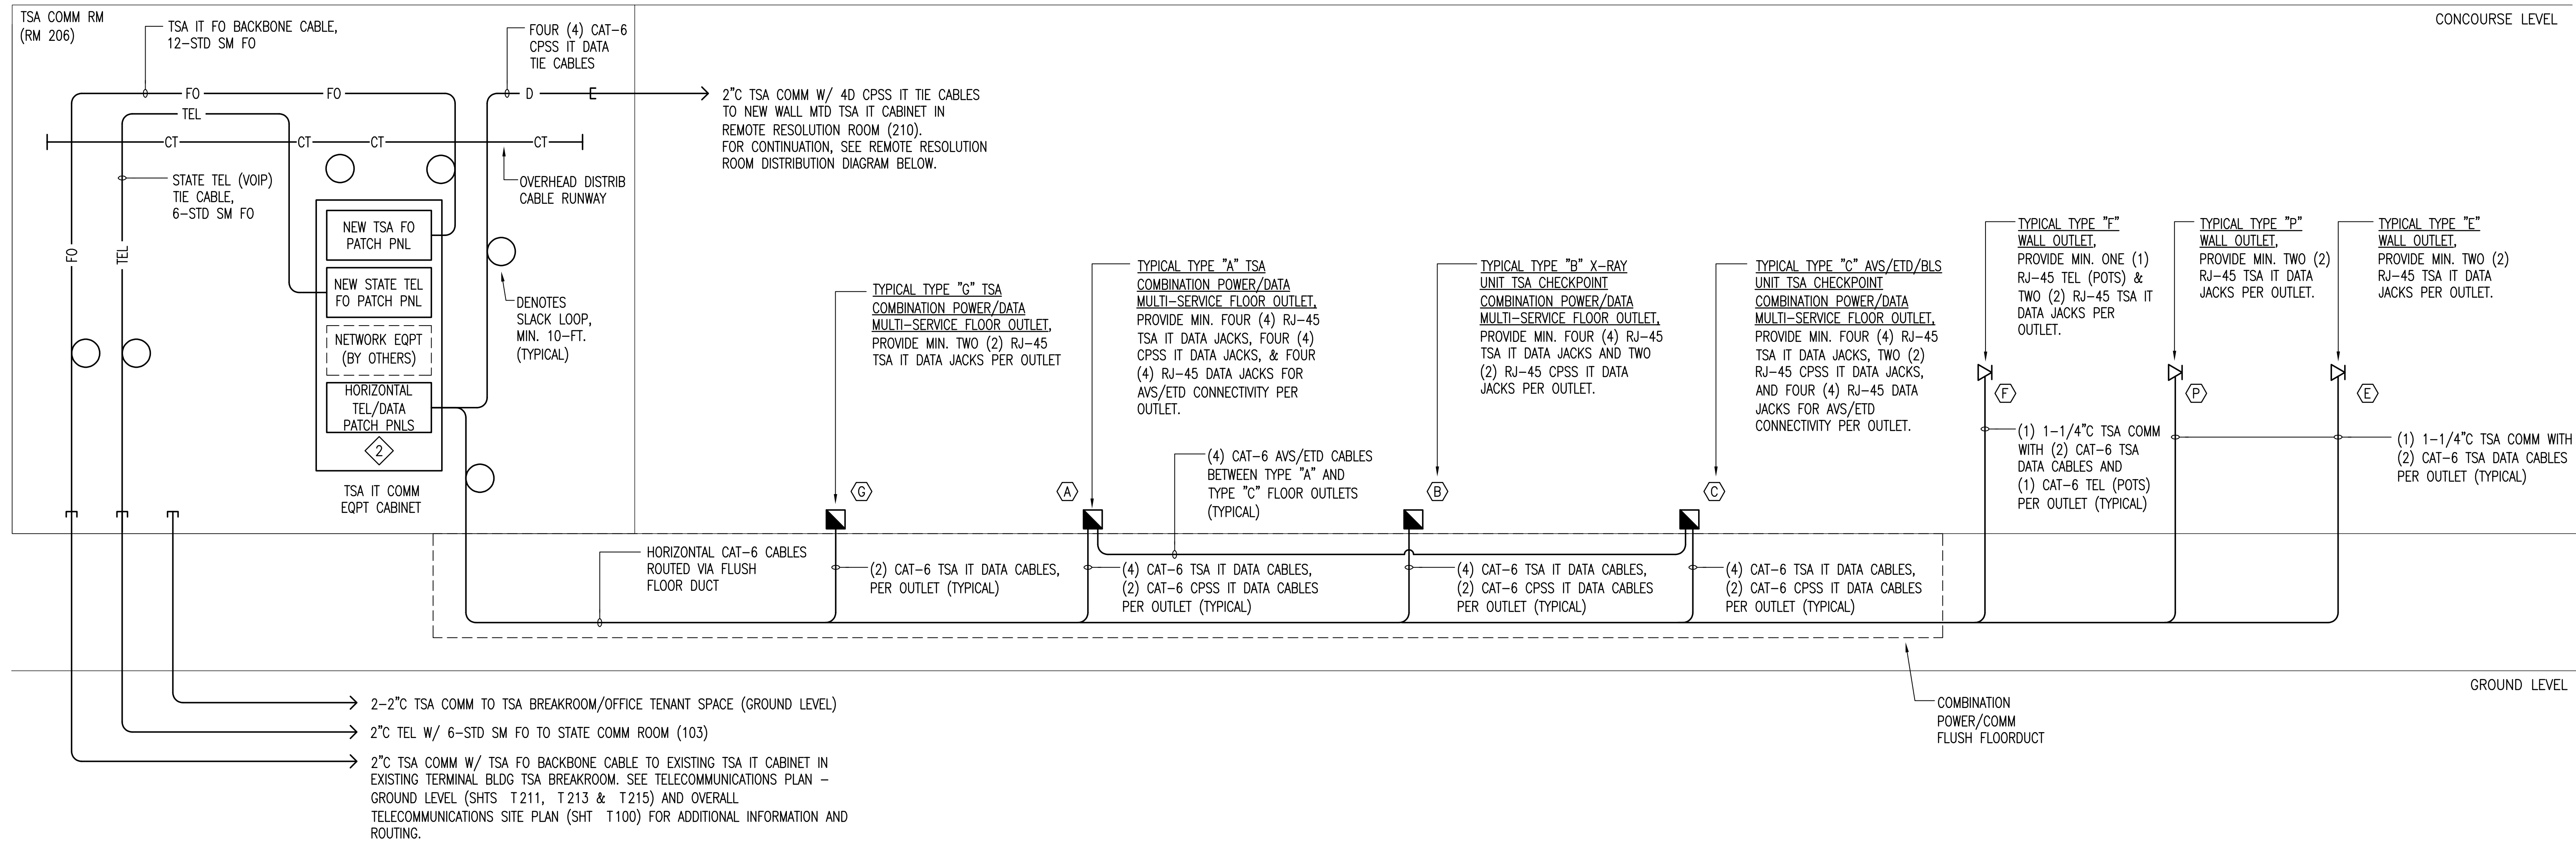 TSA COMM RM
(RM 206)
TSA IT FO BACKBONE CABLE,
12-STD SM FO
FOUR (4) CAT-6
CPSS IT DATA
TIE CABLES
CONCOURSE LEVEL
FO
FO
D
TEL
CT
CT
CT
CT
2"C TSA COMM W/ 4D CPSS IT TIE CABLES
TO NEW WALL MTD TSA IT CABINET IN
REMOTE RESOLUTION ROOM (210).
FOR CONTINUATION, SEE REMOTE RESOLUTION
ROOM DISTRIBUTION DIAGRAM BELOW.
STATE TEL (VOIP)
TIE CABLE,
6-STD SM FO
OVERHEAD DISTRIB
CABLE RUNWAY
FO
TEL
NEW TSA FO
PATCH PNL
NEW STATE TEL
FO PATCH PNL
NETWORK EQPT
(BY OTHERS)
HORIZONTAL
TEL/DATA
PATCH PNLS
2
TSA IT COMM
EQPT CABINET
DENOTES
SLACK LOOP,
MIN. 10-FT.
(TYPICAL)
TYPICAL TYPE "G" TSA
COMBINATION POWER/DATA
MULTI-SERVICE FLOOR OUTLET,
PROVIDE MIN. TWO (2) RJ-45
TSA IT DATA JACKS PER OUTLET
TYPICAL TYPE "A" TSA
COMBINATION POWER/DATA
MULTI-SERVICE FLOOR OUTLET,
PROVIDE MIN. FOUR (4) RJ-45
TSA IT DATA JACKS, FOUR (4)
CPSS IT DATA JACKS, & FOUR
(4) RJ-45 DATA JACKS FOR
AVS/ETD CONNECTIVITY PER
OUTLET.
TYPICAL TYPE "B" X-RAY
UNIT TSA CHECKPOINT
COMBINATION POWER/DATA
MULTI-SERVICE FLOOR OUTLET,
PROVIDE MIN. FOUR (4) RJ-45
TSA IT DATA JACKS AND TWO
(2) RJ-45 CPSS IT DATA
JACKS PER OUTLET.
TYPICAL TYPE "C" AVS/ETD/BLS
UNIT TSA CHECKPOINT
COMBINATION POWER/DATA
MULTI-SERVICE FLOOR OUTLET,
PROVIDE MIN. FOUR (4) RJ-45
TSA IT DATA JACKS, TWO (2)
RJ-45 CPSS IT DATA JACKS,
AND FOUR (4) RJ-45 DATA
JACKS FOR AVS/ETD
CONNECTIVITY PER OUTLET.
TYPICAL TYPE "F"
WALL OUTLET,
PROVIDE MIN. ONE (1)
RJ-45 TEL (POTS) &
TWO (2) RJ-45 TSA IT
DATA JACKS PER
OUTLET.
TYPICAL TYPE "P"
WALL OUTLET,
PROVIDE MIN. TWO (2)
RJ-45 TSA IT DATA
JACKS PER OUTLET.
TYPICAL TYPE "E"
WALL OUTLET,
PROVIDE MIN. TWO (2)
RJ-45 TSA IT DATA
JACKS PER OUTLET.
F
P
E
(1) 1-1/4"C TSA COMM
WITH (2) CAT-6 TSA
DATA CABLES AND
(1) CAT-6 TEL (POTS)
PER OUTLET (TYPICAL)
(1) 1-1/4"C TSA COMM WITH
(2) CAT-6 TSA DATA CABLES
PER OUTLET (TYPICAL)
G
A
B
C
(4) CAT-6 AVS/ETD CABLES
BETWEEN TYPE "A" AND
TYPE "C" FLOOR OUTLETS
(TYPICAL)
HORIZONTAL CAT-6 CABLES
ROUTED VIA FLUSH
FLOOR DUCT
(2) CAT-6 TSA IT DATA CABLES,
PER OUTLET (TYPICAL)
(4) CAT-6 TSA IT DATA CABLES,
(2) CAT-6 CPSS IT DATA CABLES
PER OUTLET (TYPICAL)
(4) CAT-6 TSA IT DATA CABLES,
(2) CAT-6 CPSS IT DATA CABLES
PER OUTLET (TYPICAL)
(4) CAT-6 TSA IT DATA CABLES,
(2) CAT-6 CPSS IT DATA CABLES
PER OUTLET (TYPICAL)
GROUND LEVEL
COMBINATION
POWER/COMM
FLUSH FLOORDUCT
2-2"C TSA COMM TO TSA BREAKROOM/OFFICE TENANT SPACE (GROUND LEVEL)
2"C TEL W/ 6-STD SM FO TO STATE COMM ROOM (103)
2"C TSA COMM W/ TSA FO BACKBONE CABLE TO EXISTING TSA IT CABINET IN
EXISTING TERMINAL BLDG TSA BREAKROOM. SEE TELECOMMUNICATIONS PLAN -
GROUND LEVEL (SHTS T211, T213 & T215) AND OVERALL
TELECOMMUNICATIONS SITE PLAN (SHT T100) FOR ADDITIONAL INFORMATION AND
ROUTING.